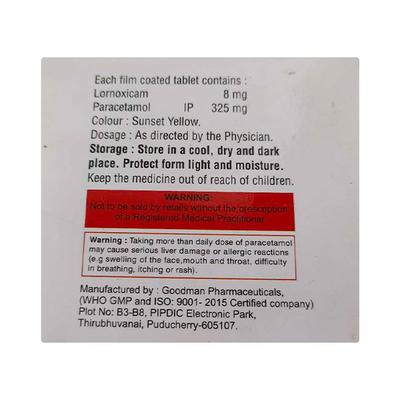 Each film coated tablet contains :
Lornoxicam 8 mg
Paracetamol IP 325 mg
Colour : Sunset Yellow.
Dosage : As directed by the Physician.
Storage : Store in a cool, dry and dark
place. Protect form light and moisture.
Keep the medicine out of reach of children.
WARNING:
Not to be sold by retails without the prescription
of a Registered Medical Practitioner
Warning : Taking more than daily dose of paracetamol
may cause serious liver damage or allergic reactions
(e.g swelling of the face,mouth and throat, difficulty
in breathing, itching or rash).
Manufactured by : Goodman Pharmaceuticals,
(WHO GMP and ISO: 9001- 2015 Certified company)
Plot No: B3-B8, PIPDIC Electronic Park,
Thirubhuvanai, Puducherry-605107.